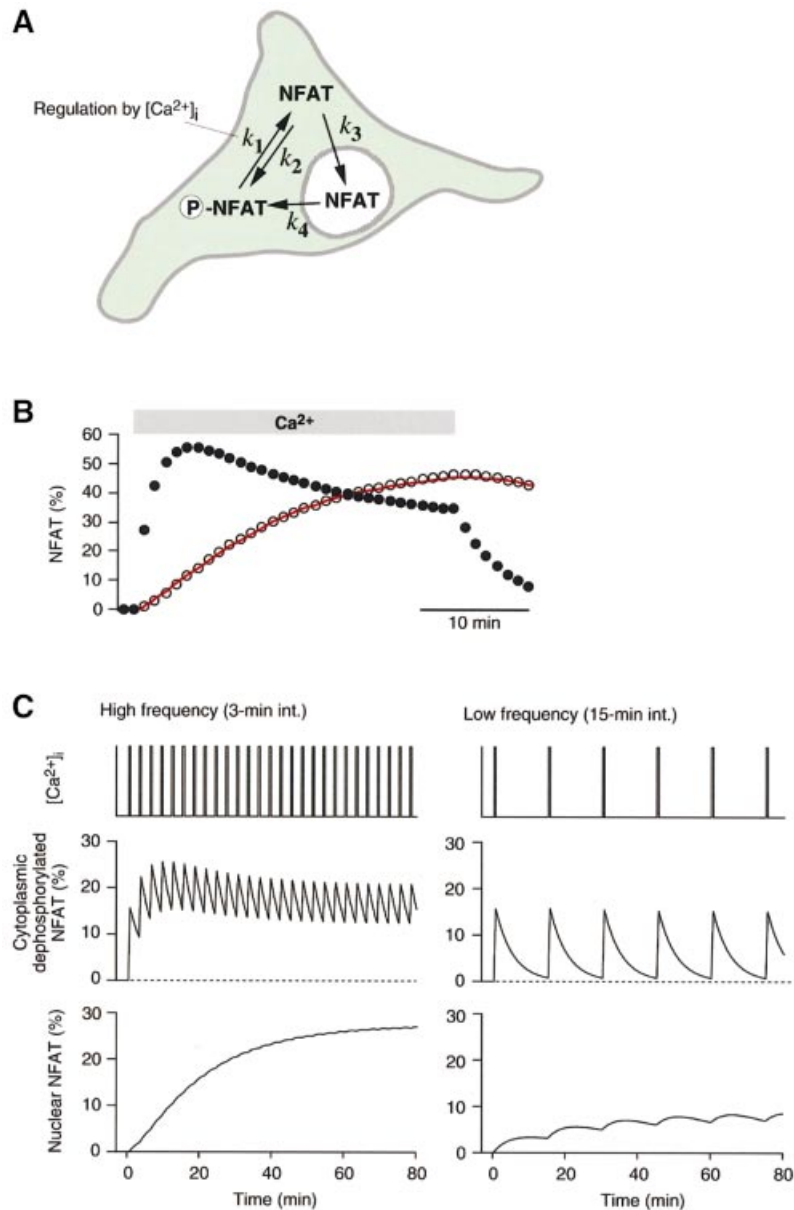 A
NFAT
Regulation by [Ca²⁺]ᵢ
k₁
k₂
k₃
P -NFAT
k₄
NFAT
B
Ca²⁺
60
50
40
30
20
10
0
NFAT (%)
10 min
C
High frequency (3-min int.)
Low frequency (15-min int.)
[Ca²⁺]ᵢ
Cytoplasmic
dephosphorylated
NFAT (%)
30
20
10
0
30
20
10
0
Nuclear NFAT (%)
30
20
10
0
30
20
10
0
0 20 40 60 80
0 20 40 60 80
Time (min)
Time (min)